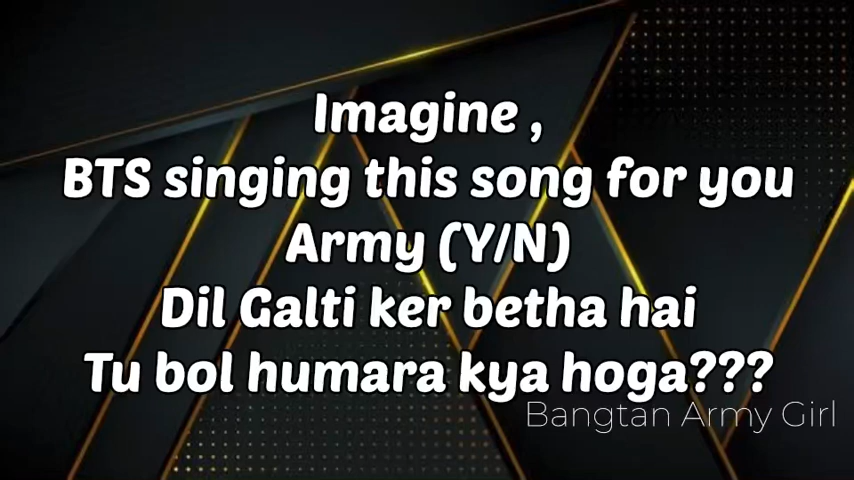 Imagine ,
BTS singing this song for you
Army (Y/N)
Dil Galti ker betha hai
Tu bol humara kya hoga???
Bangtan Army Girl